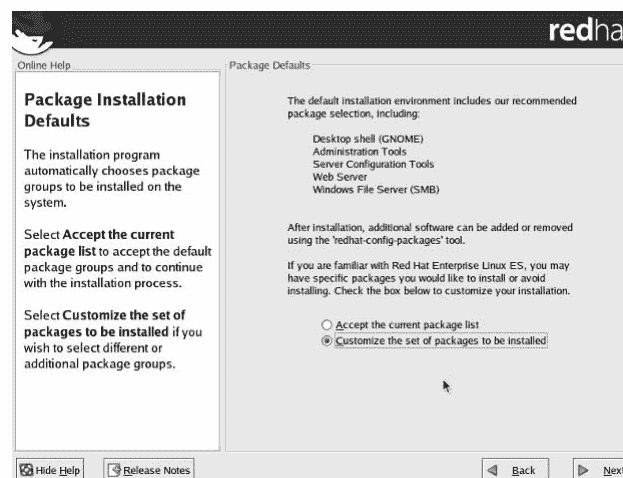 redha
Online Help
Package Defaults
Package Installation
Defaults
The installation program
automatically chooses package
groups to be installed on the
system.
Select Accept the current
package list to accept the default
package groups and to continue
with the installation process.
Select Customize the set of
packages to be installed if you
wish to select different or
additional package groups.
The default installation environment includes our recommended
package selection, including:
Desktop shell (GNOME)
Administration Tools
Server Configuration Tools
Web Server
Windows File Server (SMB)
After installation, additional software can be added or removed
using the 'redhat-config-packages' tool.
If you are familiar with Red Hat Enterprise Linux ES, you may
have specific packages you would like to install or avoid
installing. Check the box below to customize your installation.
Accept the current package list
Customize the set of packages to be installed
Hide Help
Release Notes
Back
Next